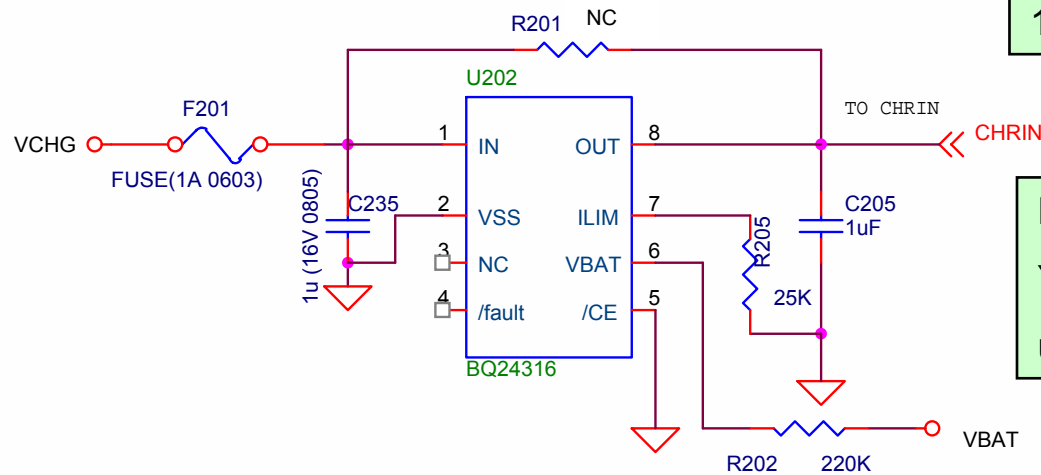 R201 NC
U202
F201
VCHG
FUSE(1A 0603)
1u (16V 0805)
C235
1 IN
2 VSS
3 NC
4 /fault
OUT 8
ILIM 7
VBAT 6
/CE 5
BQ24316
TO CHRIN
CHRIN
C205
1uF
R205
25K
R202 220K
VBAT